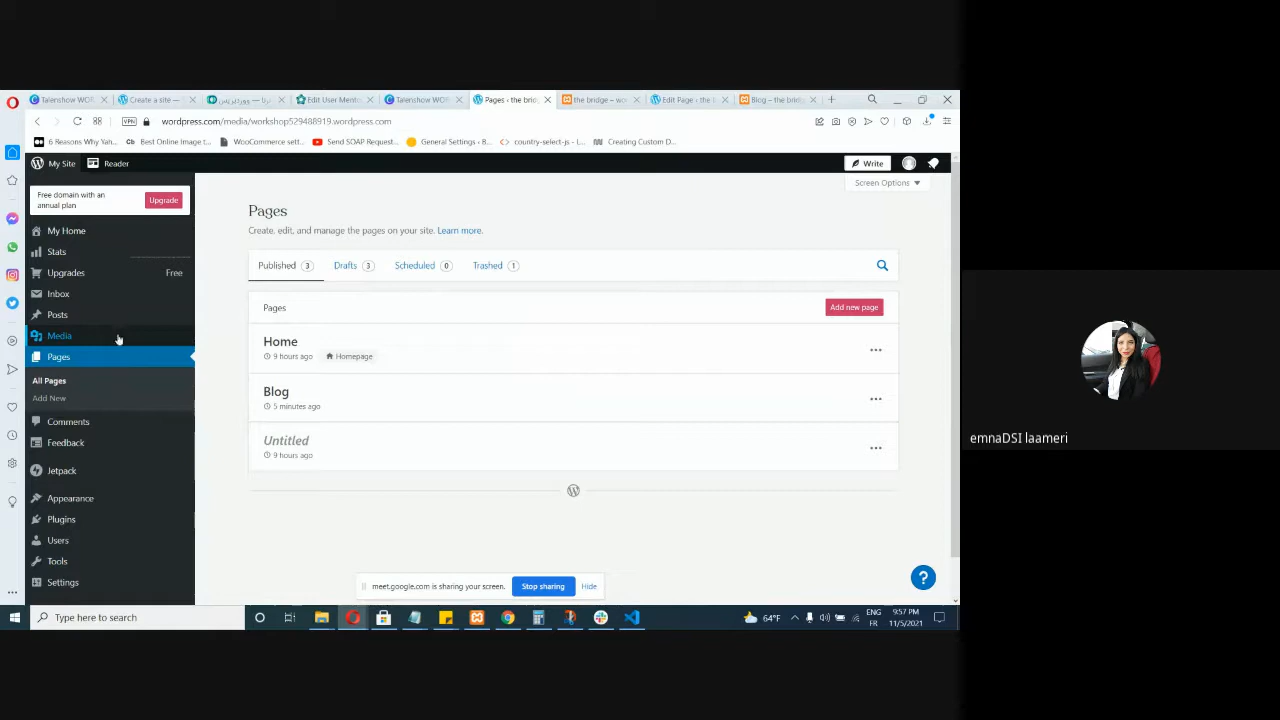 Talenshow WOR
Create a site —
Edit User Mento
Talenshow WO
Pages ‹ the brid
the bridge – wo
Edit Page ‹ the b
Blog – the bridg
VPN
wordpress.com/media/workshop529488919.wordpress.com
6 Reasons Why Yah...
Best Online Image t...
WooCommerce sett...
Send SOAP Request...
General Settings ‹ B...
country-select-js - L...
Creating Custom D...
My Site
Reader
Write
Free domain with an
annual plan
Upgrade
Screen Options
My Home
Stats
Upgrades
Free
Inbox
Posts
Media
Pages
All Pages
Add New
Comments
Feedback
Jetpack
Appearance
Plugins
Users
Tools
Settings
Pages
Create, edit, and manage the pages on your site. Learn more.
Published 3
Drafts 3
Scheduled 0
Trashed 1
Pages
Add new page
Home
9 hours ago
Homepage
Blog
5 minutes ago
Untitled
9 hours ago
meet.google.com is sharing your screen.
Stop sharing
Hide
?
emnaDSI laameri
Type here to search
64°F
ENG
FR
9:57 PM
11/5/2021